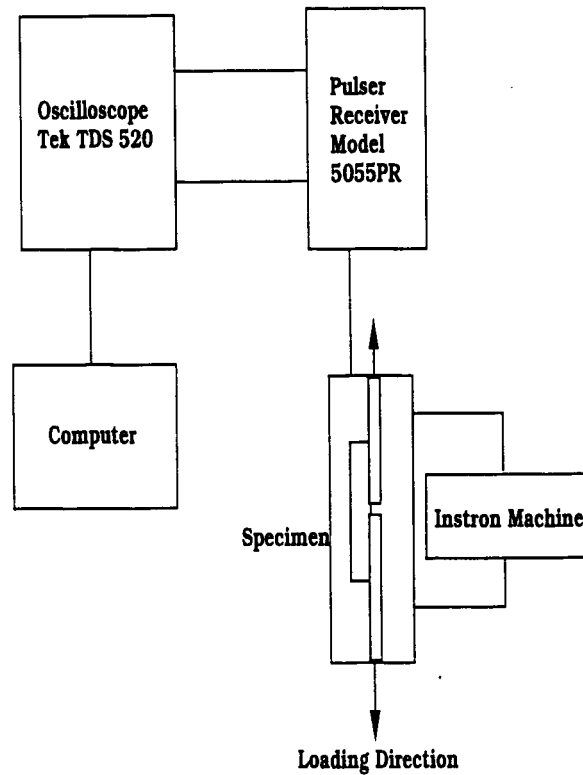 Oscilloscope
Tek TDS 520
Pulser
Receiver
Model
5055PR
Computer
Specimen
Instron Machine
Loading Direction